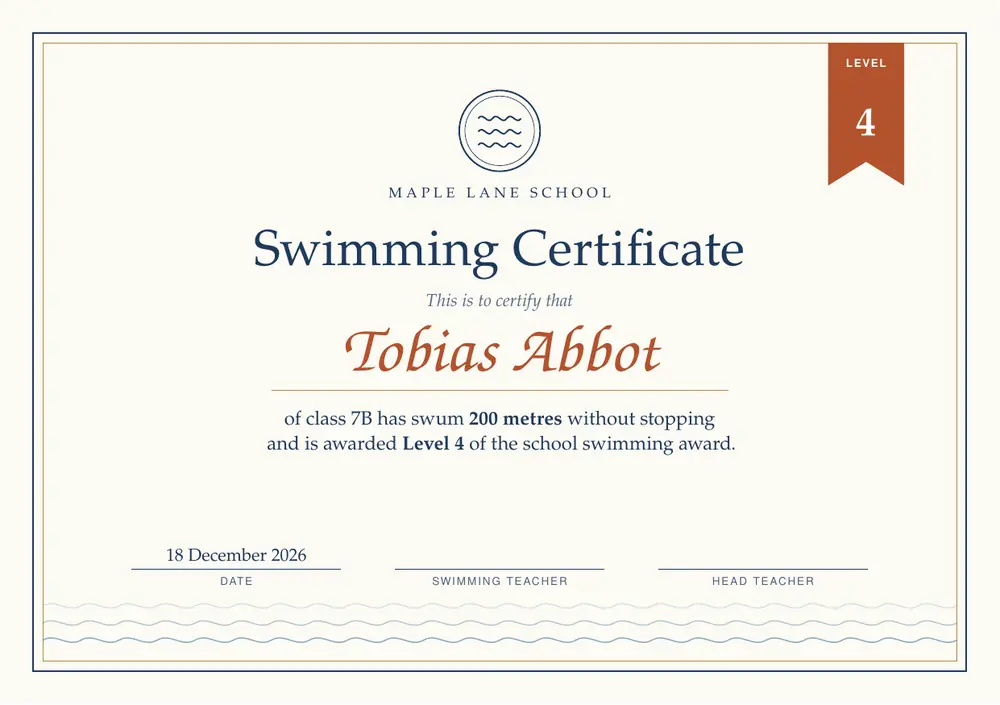 LEVEL
4
MAPLE LANE SCHOOL
Swimming Certificate
This is to certify that
Tobias Abbot
of class 7B has swum 200 metres without stopping
and is awarded Level 4 of the school swimming award.
18 December 2026
DATE
SWIMMING TEACHER
HEAD TEACHER